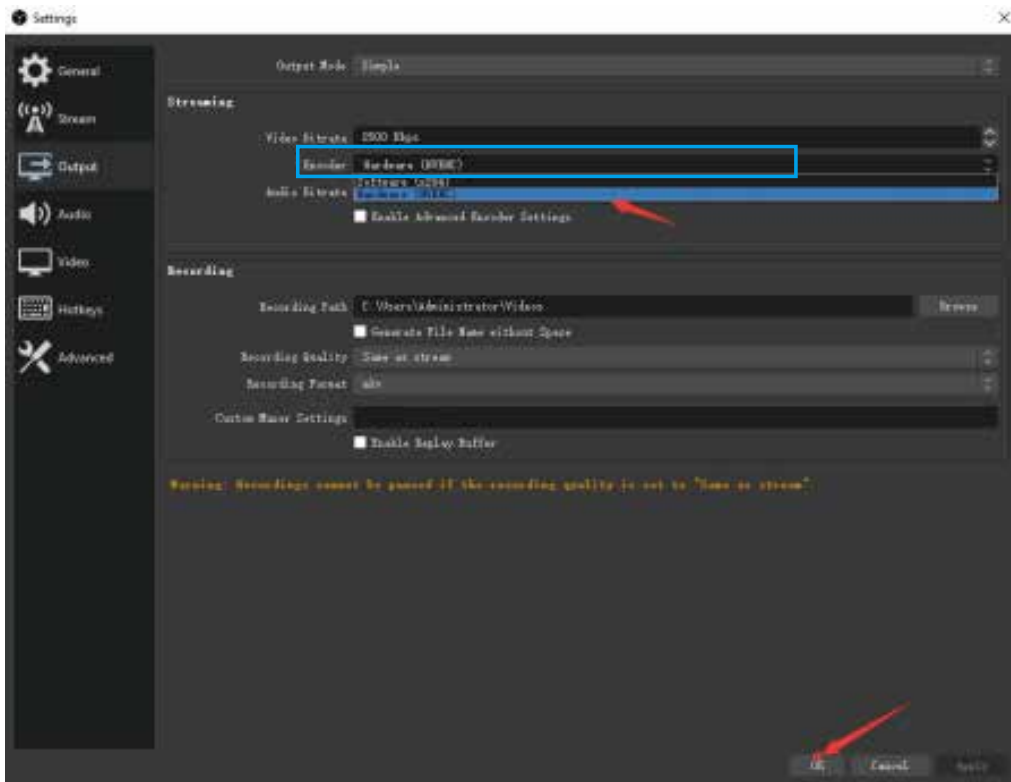 Settings
General
Output Mode Simple
Streaming
Stream
Video Bitrate 2500 Kbps
Output
Encoder Hardware (NVENC)
Software (x264)
Hardware (NVENC)
Audio Bitrate
Audio
Enable Advanced Encoder Settings
Video
Recording
Hotkeys
Recording Path C:\Users\Administrator\Videos
Browse
Generate File Name without Space
Advanced
Recording Quality Same as stream
Recording Format mkv
Custom Muxer Settings
Enable Replay Buffer
Warning: Recordings cannot be paused if the recording quality is set to "Same as stream"
OK
Cancel
Apply